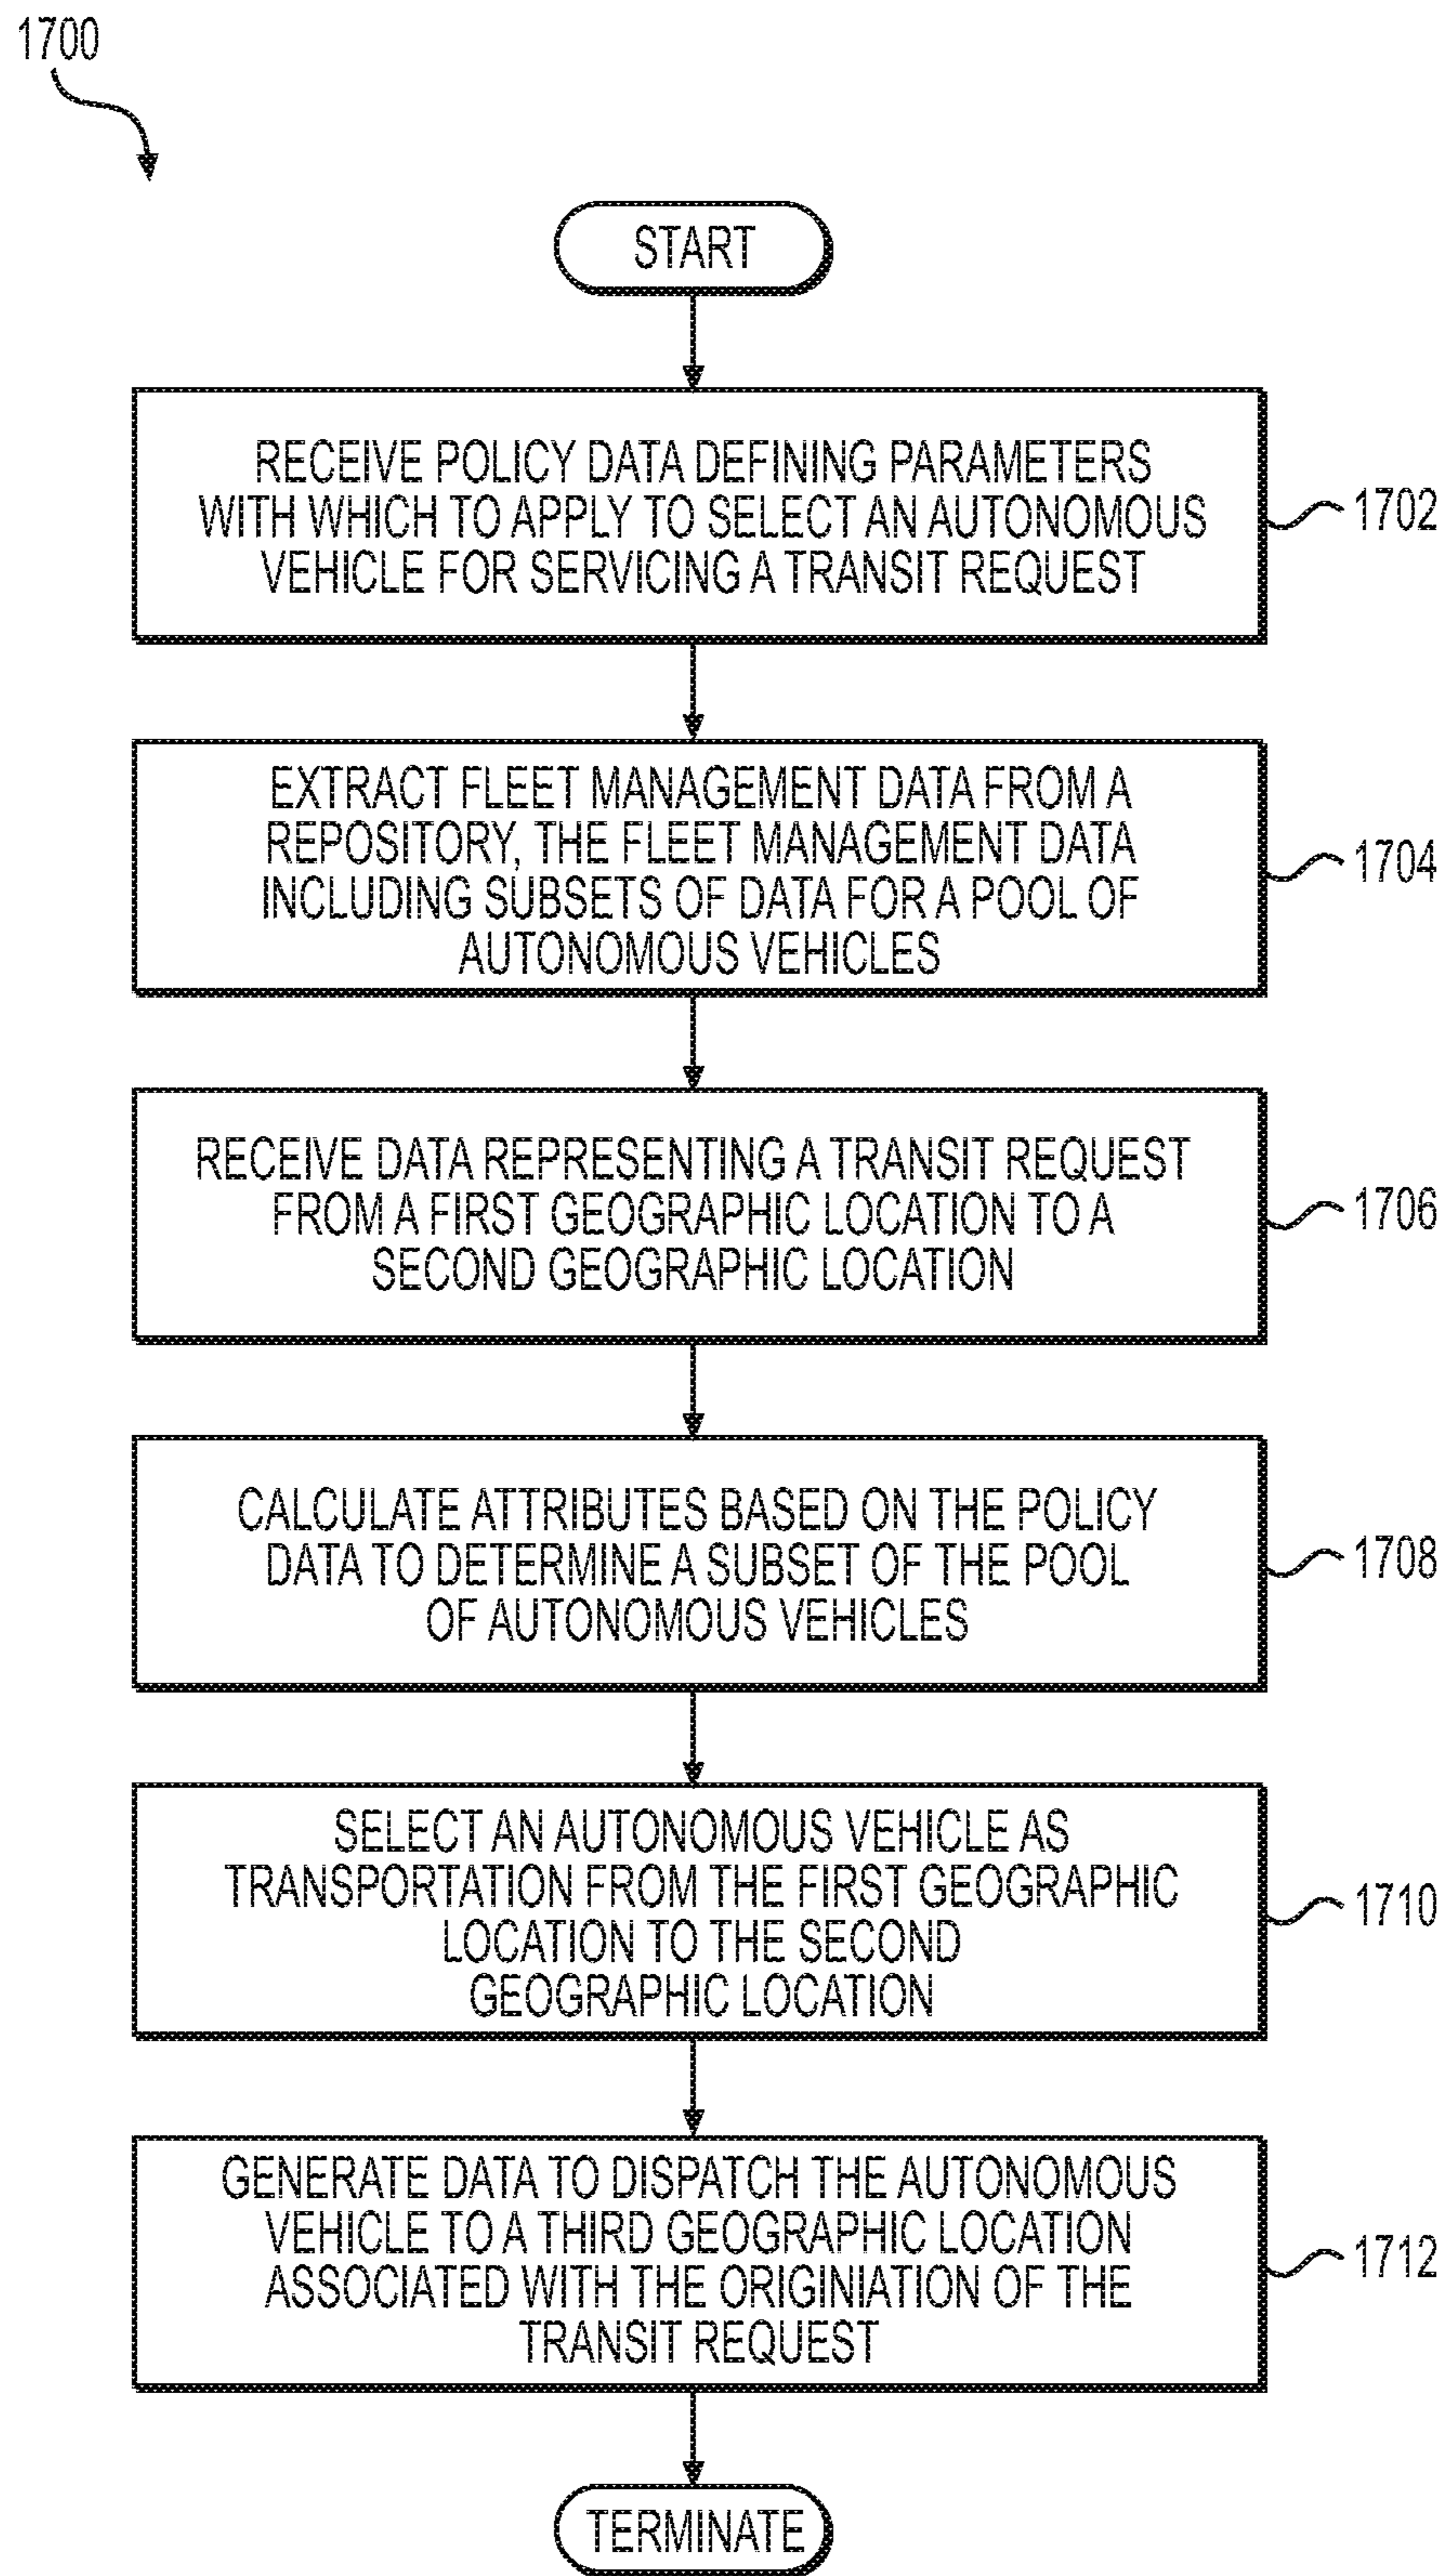 1700
START
RECEIVE POLICY DATA DEFINING PARAMETERS
WITH WHICH TO APPLY TO SELECT AN AUTONOMOUS
VEHICLE FOR SERVICING A TRANSIT REQUEST
1702
EXTRACT FLEET MANAGEMENT DATA FROM A
REPOSITORY, THE FLEET MANAGEMENT DATA
INCLUDING SUBSETS OF DATA FOR A POOL OF
AUTONOMOUS VEHICLES
1704
RECEIVE DATA REPRESENTING A TRANSIT REQUEST
FROM A FIRST GEOGRAPHIC LOCATION TO A
SECOND GEOGRAPHIC LOCATION
1706
CALCULATE ATTRIBUTES BASED ON THE POLICY
DATA TO DETERMINE A SUBSET OF THE POOL
OF AUTONOMOUS VEHICLES
1708
SELECT AN AUTONOMOUS VEHICLE AS
TRANSPORTATION FROM THE FIRST GEOGRAPHIC
LOCATION TO THE SECOND
GEOGRAPHIC LOCATION
1710
GENERATE DATA TO DISPATCH THE AUTONOMOUS
VEHICLE TO A THIRD GEOGRAPHIC LOCATION
ASSOCIATED WITH THE ORIGINIATION OF THE
TRANSIT REQUEST
1712
TERMINATE